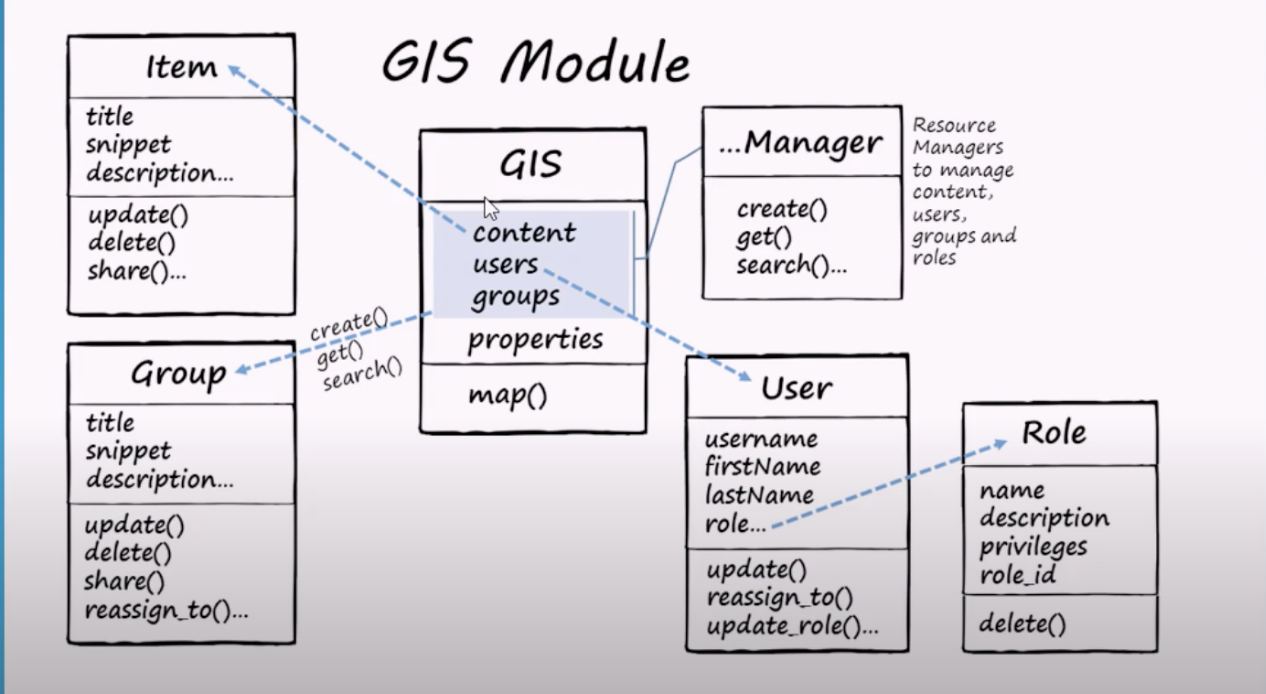 GIS Module
Item
title
snippet
description...
update()
delete()
share()...
GIS
content
users
groups
properties
map()
...Manager
create()
get()
search()...
Resource
Managers
to manage
content,
users,
groups and
roles
create()
get()
search()
Group
title
snippet
description...
update()
delete()
share()
reassign_to()...
User
username
firstName
lastName
role...
update()
reassign_to()
update_role()...
Role
name
description
privileges
role_id
delete()